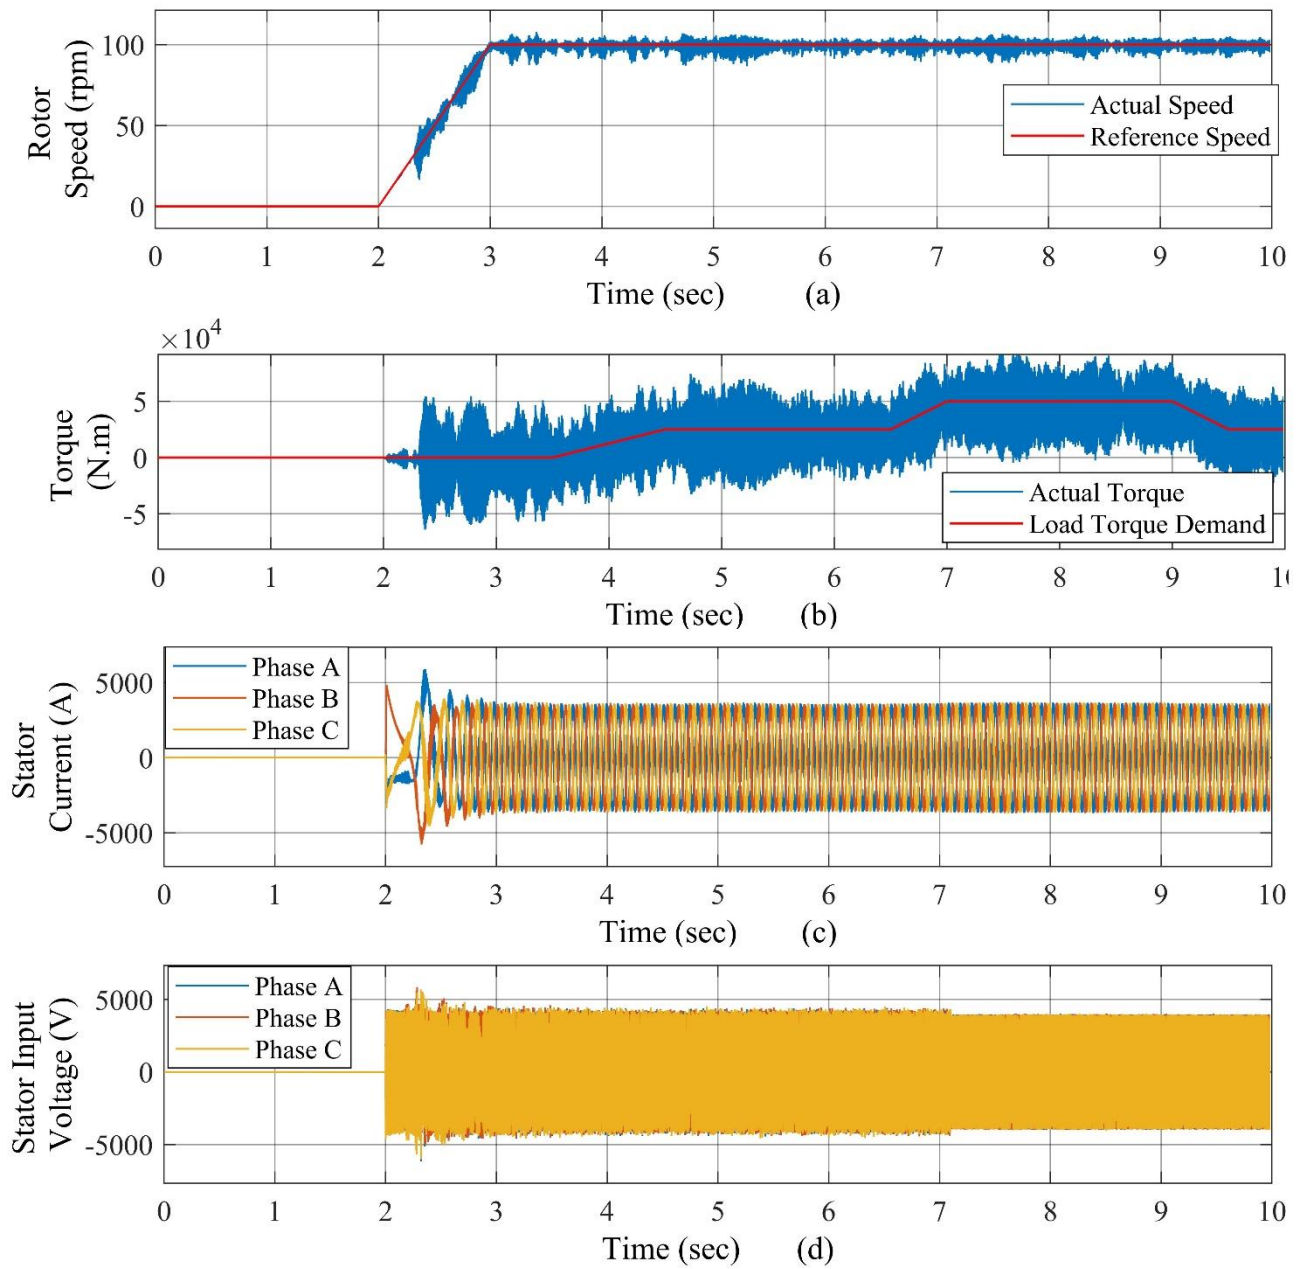 100
50
0
Rotor
Speed (rpm)
Actual Speed
Reference Speed
0 1 2 3 4 5 6 7 8 9 10
Time (sec) (a)
×10⁴
5
0
-5
Torque
(N.m)
Actual Torque
Load Torque Demand
0 1 2 3 4 5 6 7 8 9
Time (sec) (b)
5000
0
-5000
Stator
Current (A)
Phase A
Phase B
Phase C
0 1 2 3 4 5 6 7 8 9 10
Time (sec) (c)
5000
0
-5000
Stator Input
Voltage (V)
Phase A
Phase B
Phase C
0 1 2 3 4 5 6 7 8 9 10
Time (sec) (d)